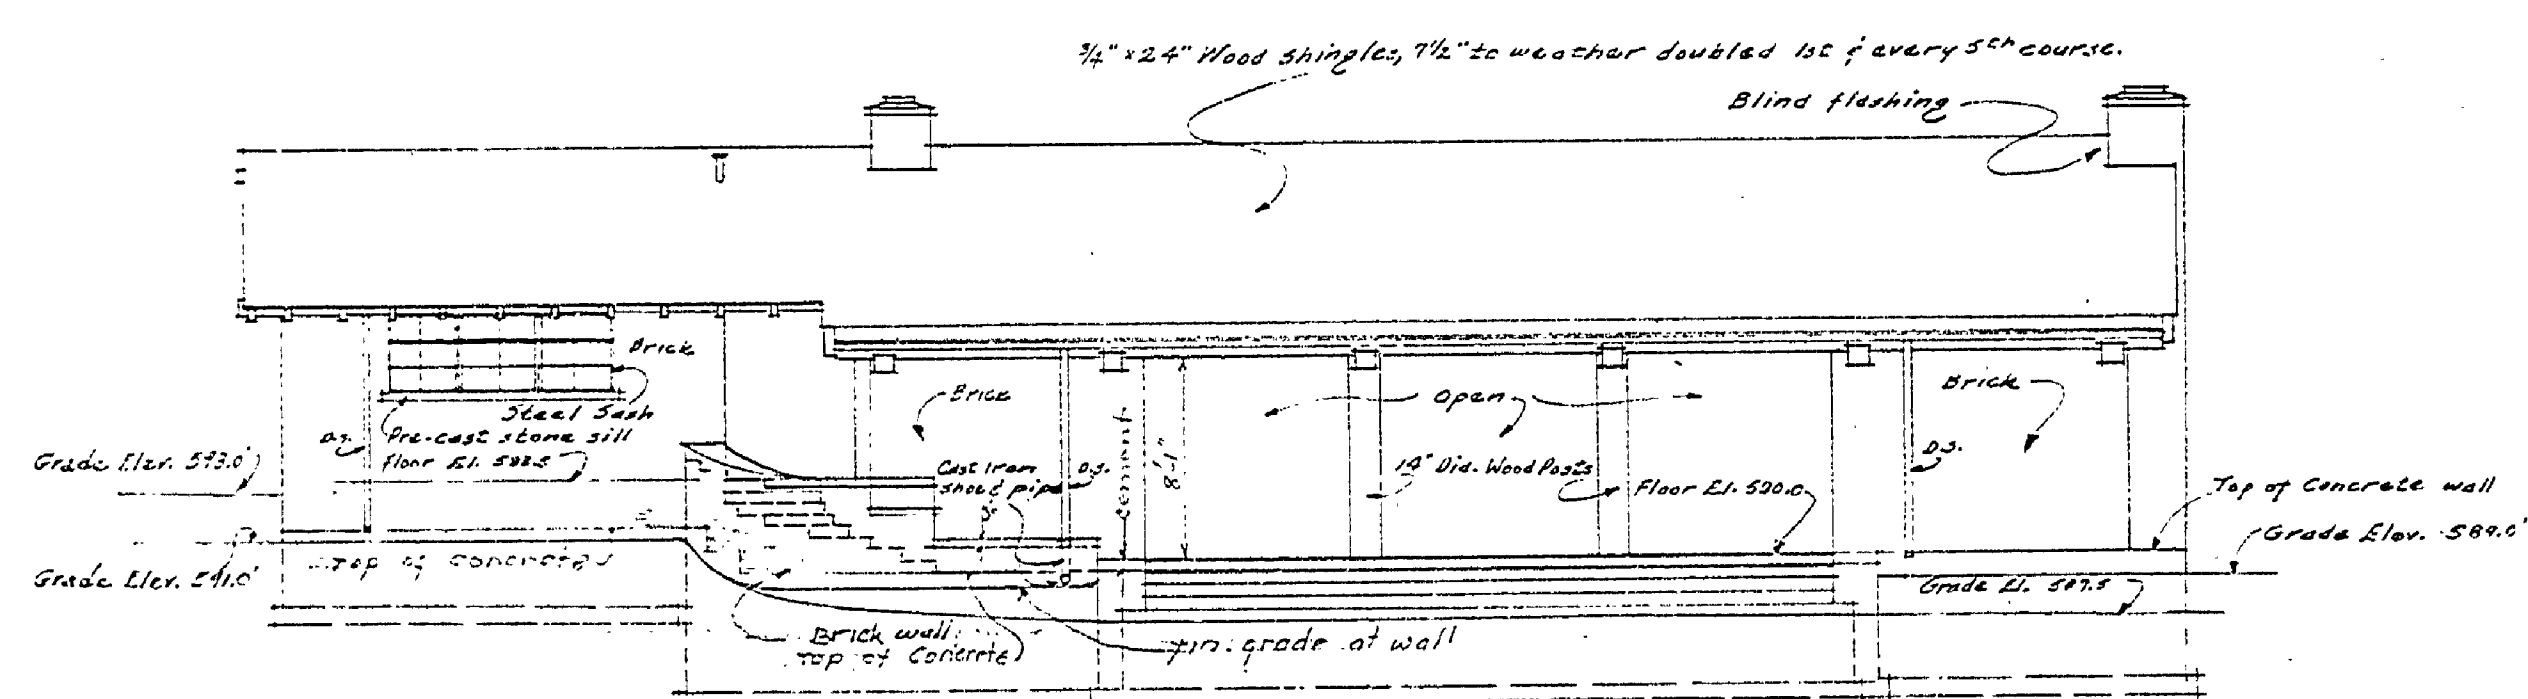 3/4" x 24" Wood Shingles, 7 1/2" to weather doubled 1st & every 5th course.
Blind flashing
Brick
Steel Sash
D.S.
Pre-cast stone sill
Grade Elev. 593.0'
Floor El. 592.5
Grade Elev. 591.0'
Top of Concrete
Brick
Cast Iron
shoe & pipe
D.S.
cement
8'-1"
Open
14" Dia. Wood Posts
Floor El. 590.0
Brick
D.S.
Top of Concrete wall
Grade Elev. 589.0'
Grade El. 587.5
Brick wall
Top of Concrete
Fin. grade at wall